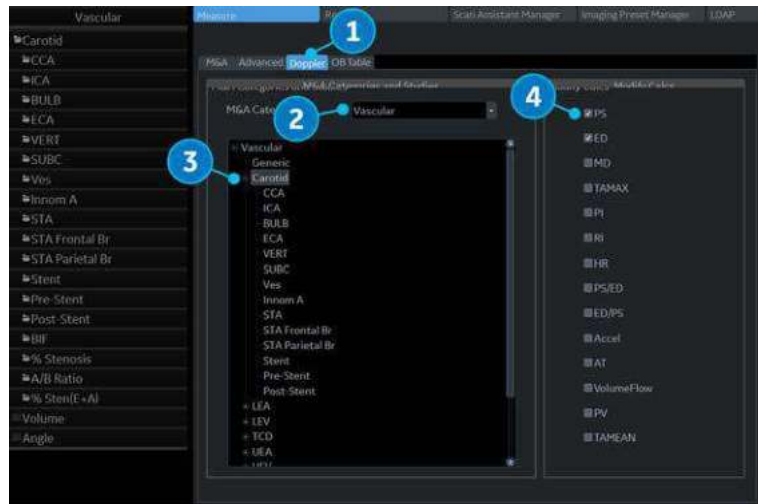 Vascular
Carotid
CCA
ICA
BULB
ECA
VERT
SUBC
Ves
Innom A
STA
STA Frontal Br
STA Parietal Br
Stent
Pre-Stent
Post-Stent
BIF
% Stenosis
A/B Ratio
% Sten(E+A)
Volume
Angle
Measure
Scan Assistant Manager
Imaging Preset Manager
LDAP
1
M&A Advanced Doppler OB Table
M&A Categories and Studies
Modify Calcs
M&A Cate
2
Vascular
3
Vascular
Generic
Carotid
CCA
ICA
BULB
ECA
VERT
SUBC
Ves
Innom A
STA
STA Frontal Br
STA Parietal Br
Stent
Pre-Stent
Post-Stent
LEA
LEV
TCD
UEA
4
PS
ED
MD
TAMAX
PI
RI
HR
PS/ED
ED/PS
Accel
AT
VolumeFlow
PV
TAMEAN